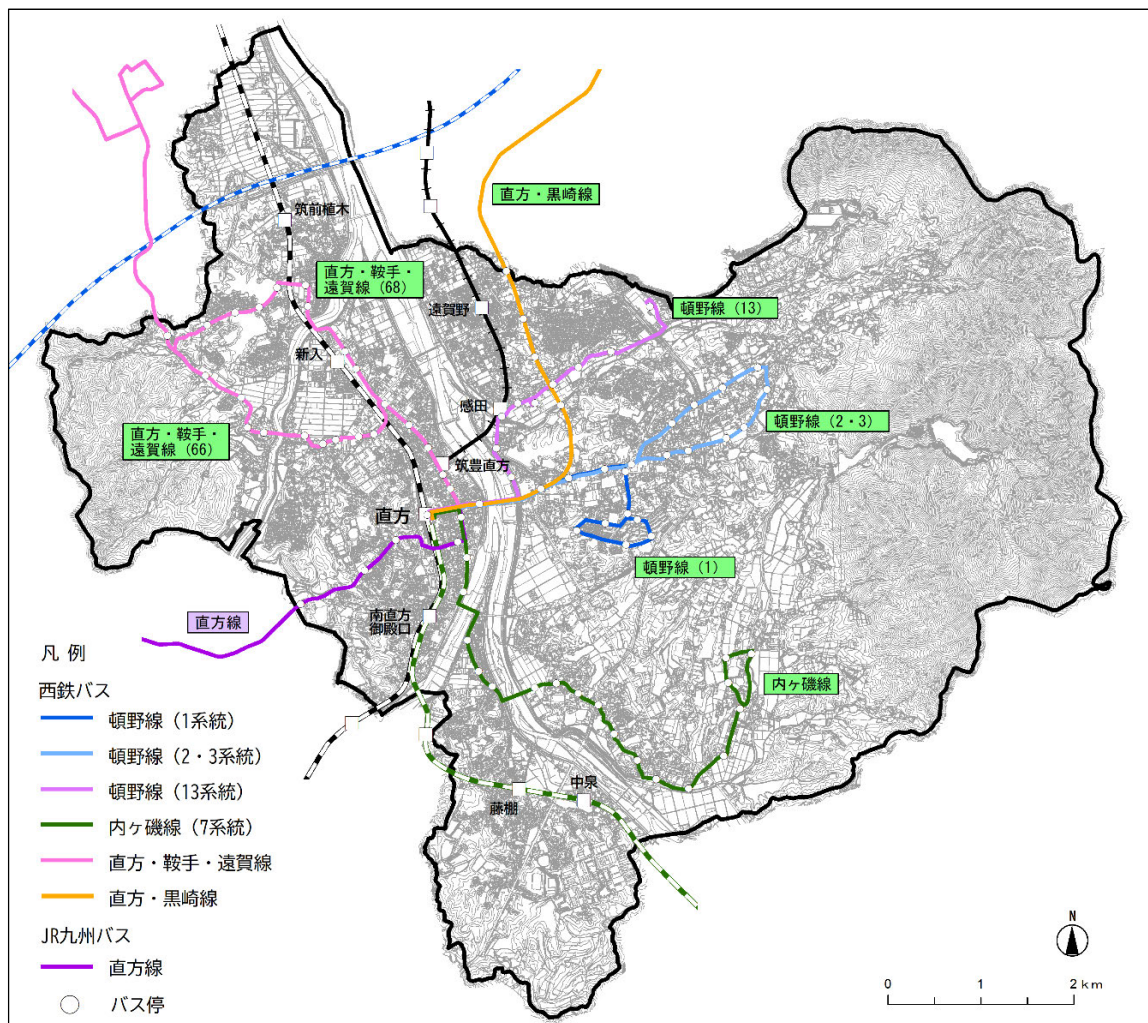 直方・黒崎線
筑前植木
直方・鞍手・
遠賀線（68）
遠賀野
頓野線（13）
新入
感田
頓野線（2・3）
直方・鞍手・
遠賀線（66）
筑豊直方
直方
頓野線（1）
直方線
南直方
御殿口
内ヶ磯線
中泉
藤棚
凡 例
西鉄バス
頓野線（1系統）
頓野線（2・3系統）
頓野線（13系統）
内ヶ磯線（7系統）
直方・鞍手・遠賀線
直方・黒崎線
JR九州バス
直方線
バス停
N
0 1 2 km